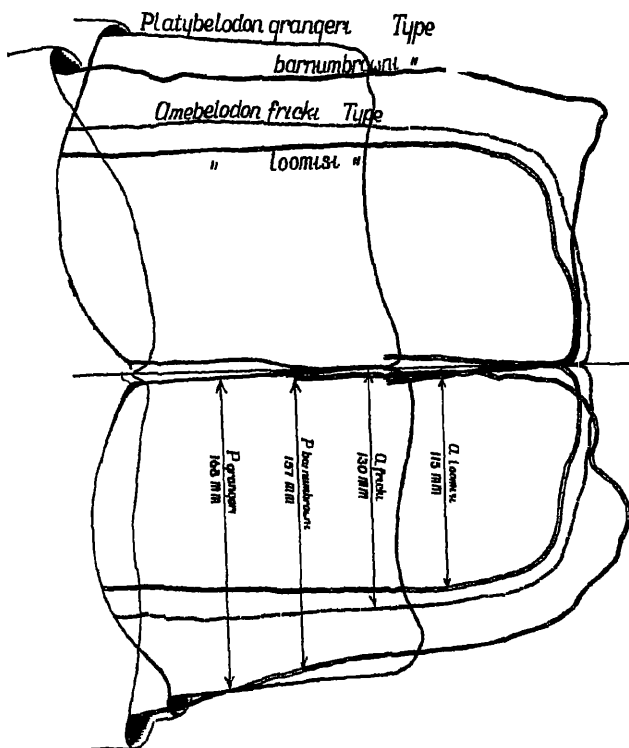 Platybelodon grangeri Type
barnumbrowni "
Amebelodon fricki Type
" loomisi "
P grangeri
168 mm
P barnumbrowni
157 mm
A fricki
130 mm
A loomisi
115 mm